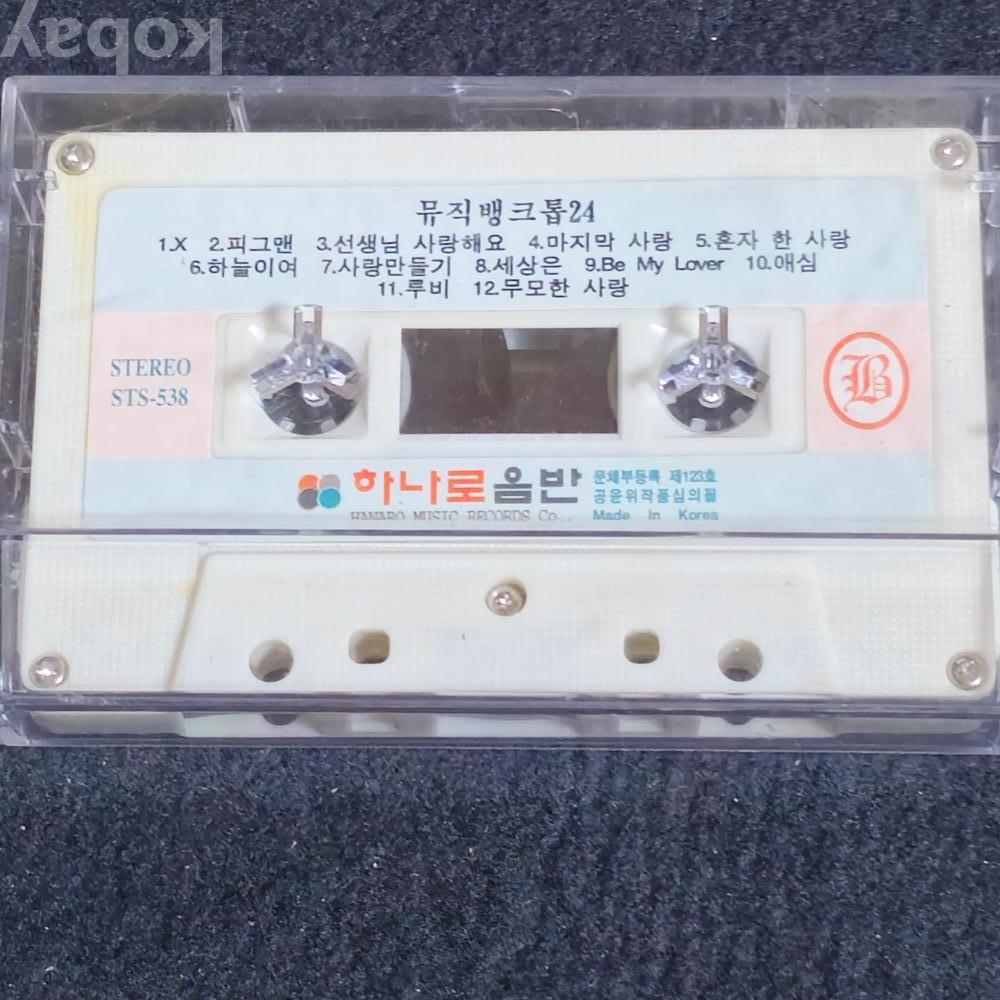 kobay
뮤직뱅크톱24
1.X 2.피그맨 3.선생님 사랑해요 4.마지막 사랑 5.혼자 한 사랑
6.하늘이여 7.사랑만들기 8.세상은 9.Be My Lover 10.애심
11.루비 12.무모한 사랑
STEREO
STS-538
B
하나로음반
HANARO MUSIC RECORDS Co.,
문체부등록 제123호
공윤위작품심의필
Made In Korea